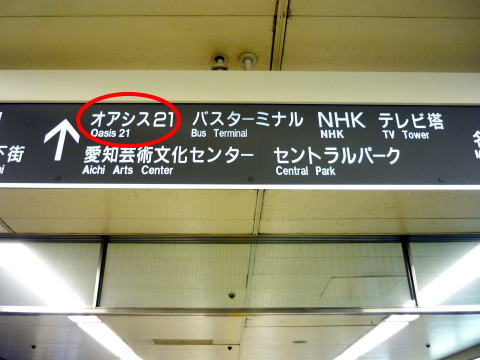 オアシス21 バスターミナル NHK テレビ塔
Oasis 21 Bus Terminal NHK TV Tower
下街 愛知芸術文化センター セントラルパーク
Aichi Arts Center Central Park